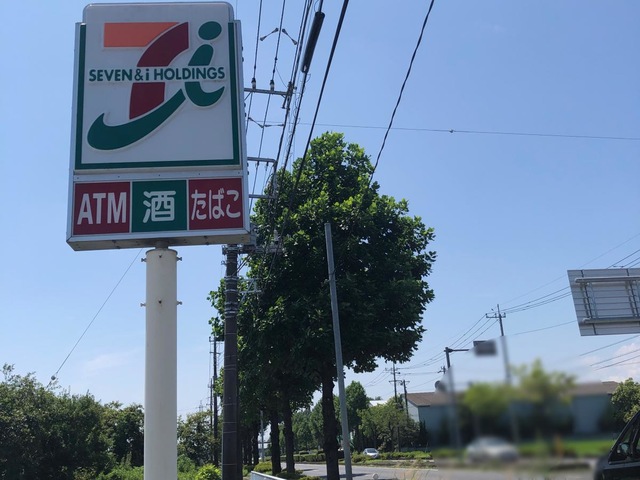 SEVEN&i HOLDINGS
ATM 酒 たばこ